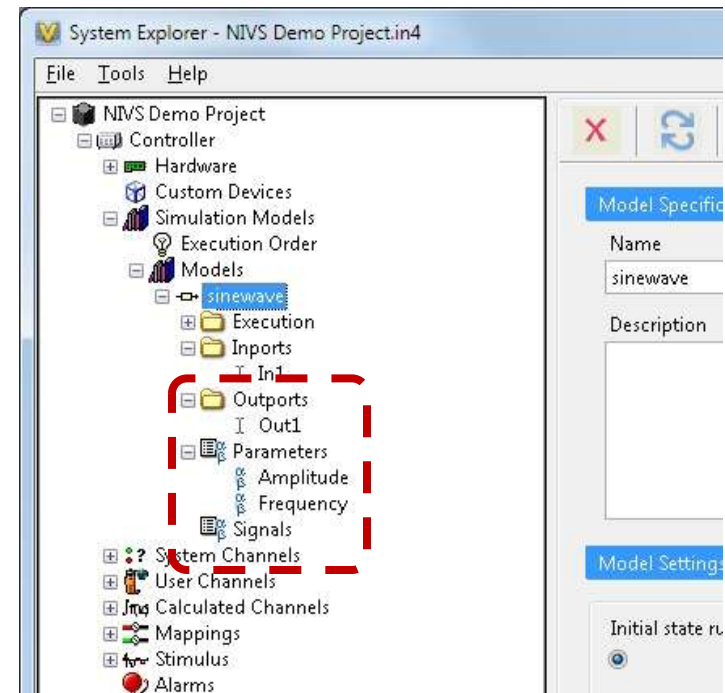 System Explorer - NIVS Demo Project.in4
File Tools Help
NIVS Demo Project
Controller
Hardware
Custom Devices
Simulation Models
Execution Order
Models
sinewave
Execution
Inports
In1
Outports
Out1
Parameters
Amplitude
Frequency
Signals
System Channels
User Channels
Calculated Channels
Mappings
Stimulus
Alarms
Model Specific
Name
sinewave
Description
Model Settings
Initial state ru